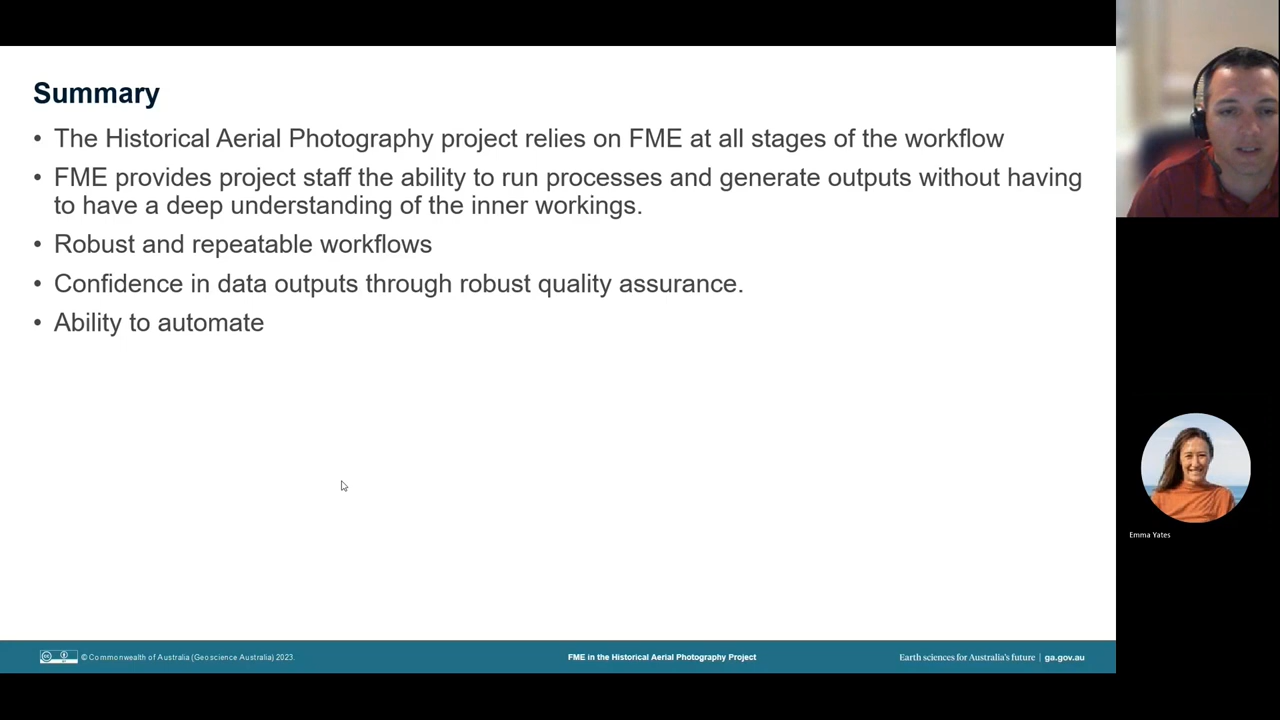 Summary
• The Historical Aerial Photography project relies on FME at all stages of the workflow
• FME provides project staff the ability to run processes and generate outputs without having
to have a deep understanding of the inner workings.
• Robust and repeatable workflows
• Confidence in data outputs through robust quality assurance.
• Ability to automate
Emma Yates
cc BY © Commonwealth of Australia (Geoscience Australia) 2023.
FME in the Historical Aerial Photography Project
Earth sciences for Australia's future | ga.gov.au